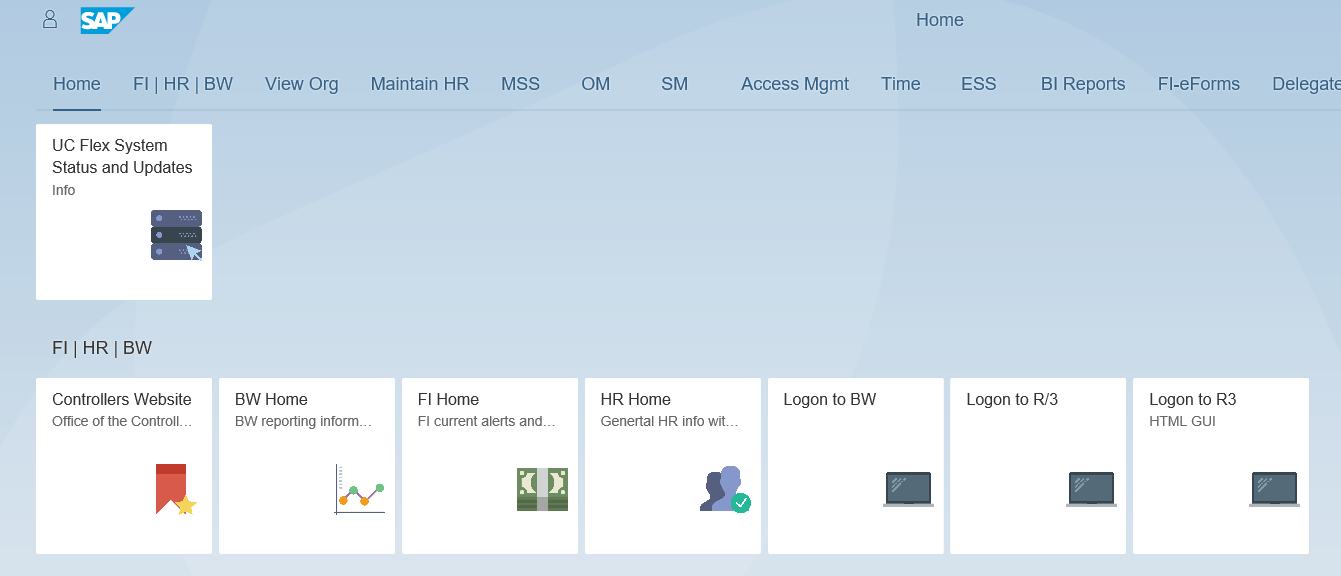 SAP
Home
Home
FI | HR | BW
View Org
Maintain HR
MSS
OM
SM
Access Mgmt
Time
ESS
BI Reports
FI-eForms
Delegate
UC Flex System
Status and Updates
Info
FI | HR | BW
Controllers Website
Office of the Controll...
BW Home
BW reporting inform...
FI Home
FI current alerts and...
HR Home
Genertal HR info wit...
Logon to BW
Logon to R/3
Logon to R3
HTML GUI